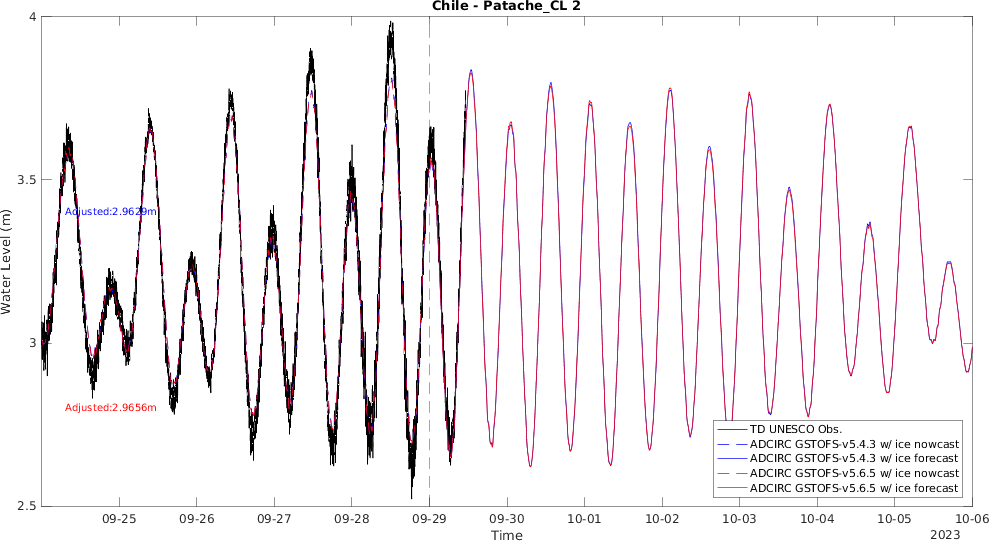 Chile - Patache_CL 2
4
3.5
3
2.5
Water Level (m)
Adjusted:2.9629m
Adjusted:2.9656m
TD UNESCO Obs.
ADCIRC GSTOFS-v5.4.3 w/ ice nowcast
ADCIRC GSTOFS-v5.4.3 w/ ice forecast
ADCIRC GSTOFS-v5.6.5 w/ ice nowcast
ADCIRC GSTOFS-v5.6.5 w/ ice forecast
09-25 09-26 09-27 09-28 09-29 09-30 10-01 10-02 10-03 10-04 10-05 10-06
Time
2023